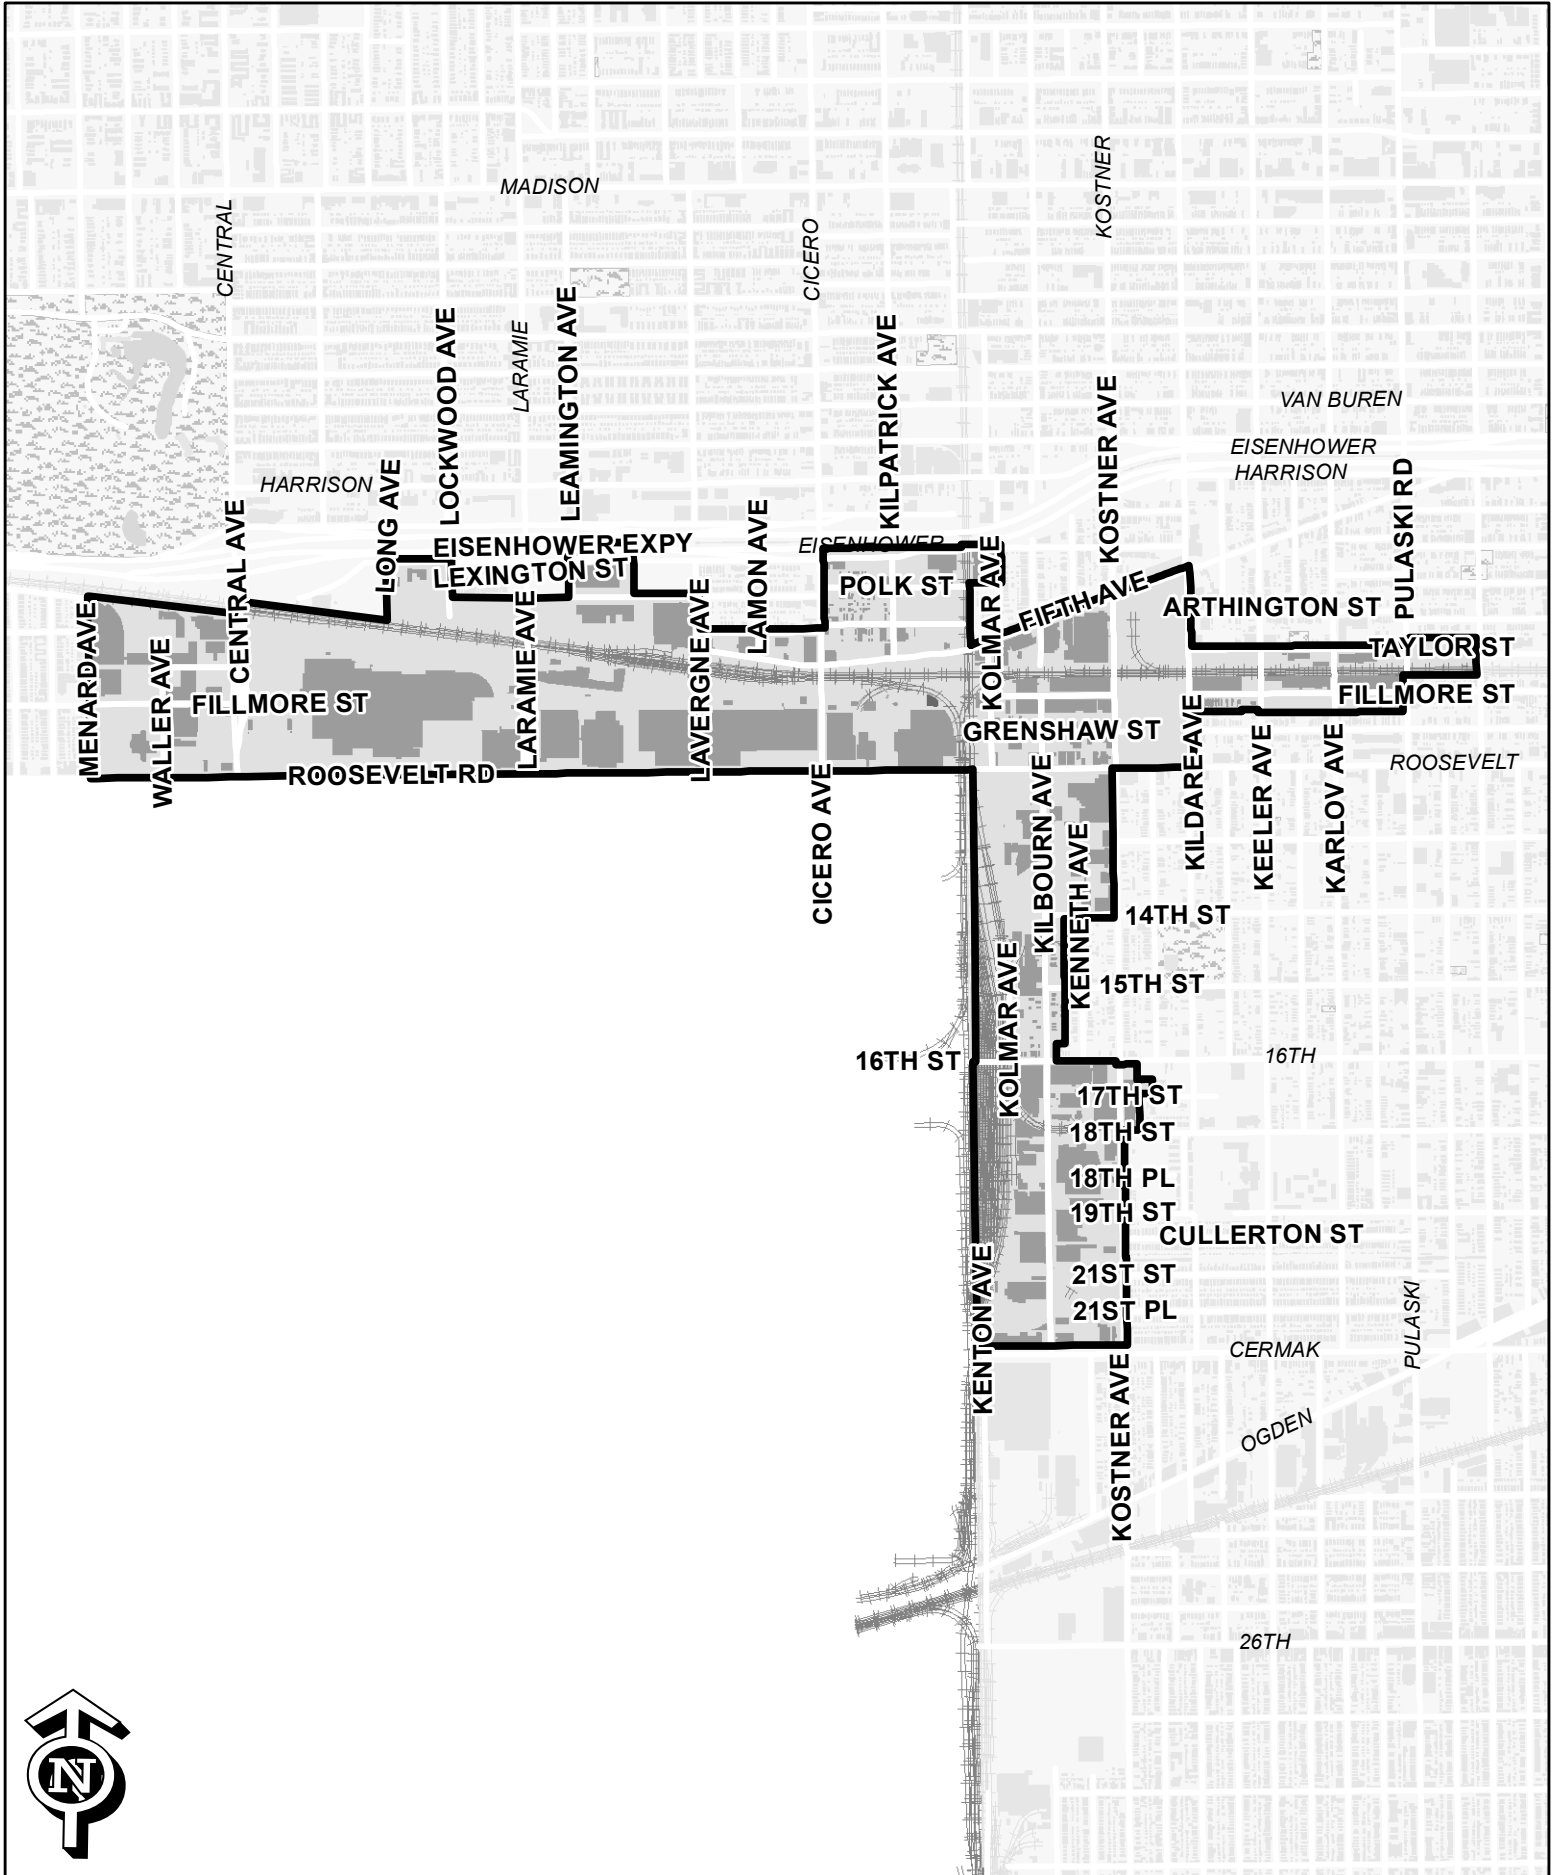 MADISON
KOSTNER
CENTRAL
CICERO
LARAMIE
LOCKWOOD AVE
LEAMINGTON AVE
KILPATRICK AVE
KOSTNER AVE
VAN BUREN
EISENHOWER
HARRISON
HARRISON
LONG AVE
PULASKI RD
CENTRAL AVE
LAMON AVE
EISENHOWER EXPY
EISENHOWER
LEXINGTON ST
POLK ST
KOLMAR AVE
FIFTH AVE
ARTHINGTON ST
MENARD AVE
WALLER AVE
LARAMIE AVE
LAVERGNE AVE
TAYLOR ST
FILLMORE ST
FILLMORE ST
GRENSHAW ST
KILDARE AVE
KEELER AVE
KARLOV AVE
ROOSEVELT
ROOSEVELT RD
CICERO AVE
KILBOURN AVE
KENNETH AVE
14TH ST
15TH ST
KOLMAR AVE
16TH ST
16TH
17TH ST
18TH ST
18TH PL
19TH ST
CULLERTON ST
KENTON AVE
21ST ST
21ST PL
PULASKI
CERMAK
KOSTNER AVE
OGDEN
26TH
N